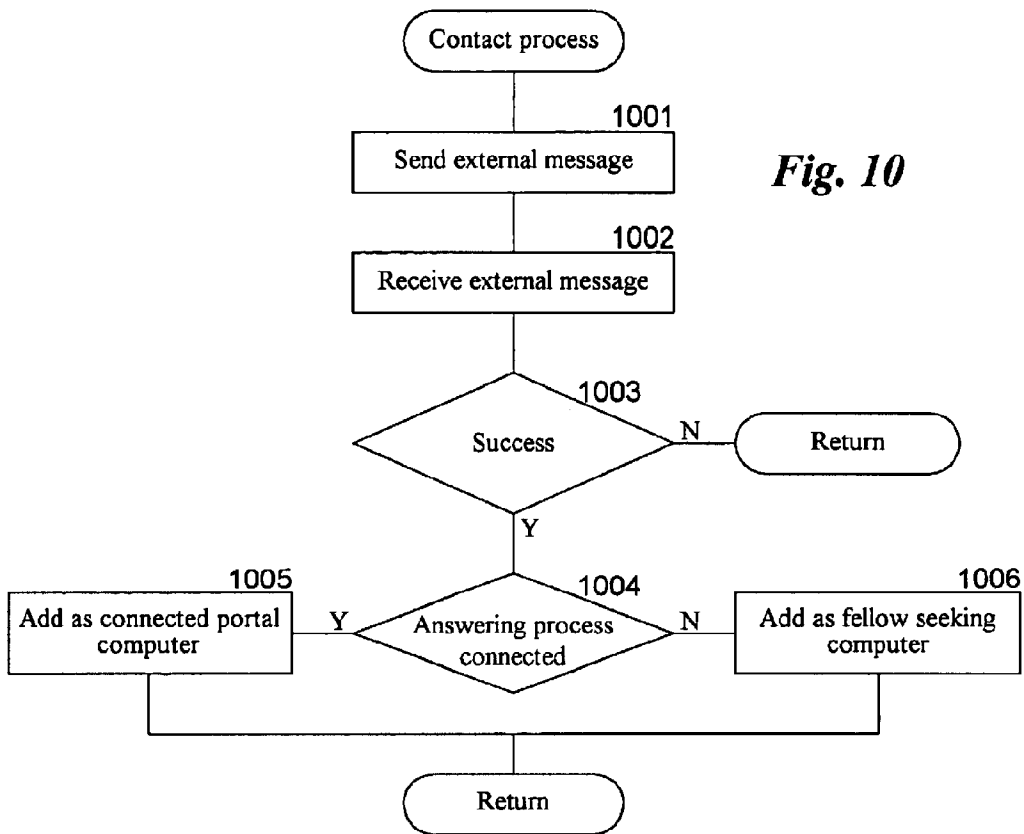 Contact process
1001
Send external message
Fig. 10
1002
Receive external message
1003
Success
N
Return
Y
1005
Add as connected portal
computer
Y
1004
Answering process
connected
N
1006
Add as fellow seeking
computer
Return